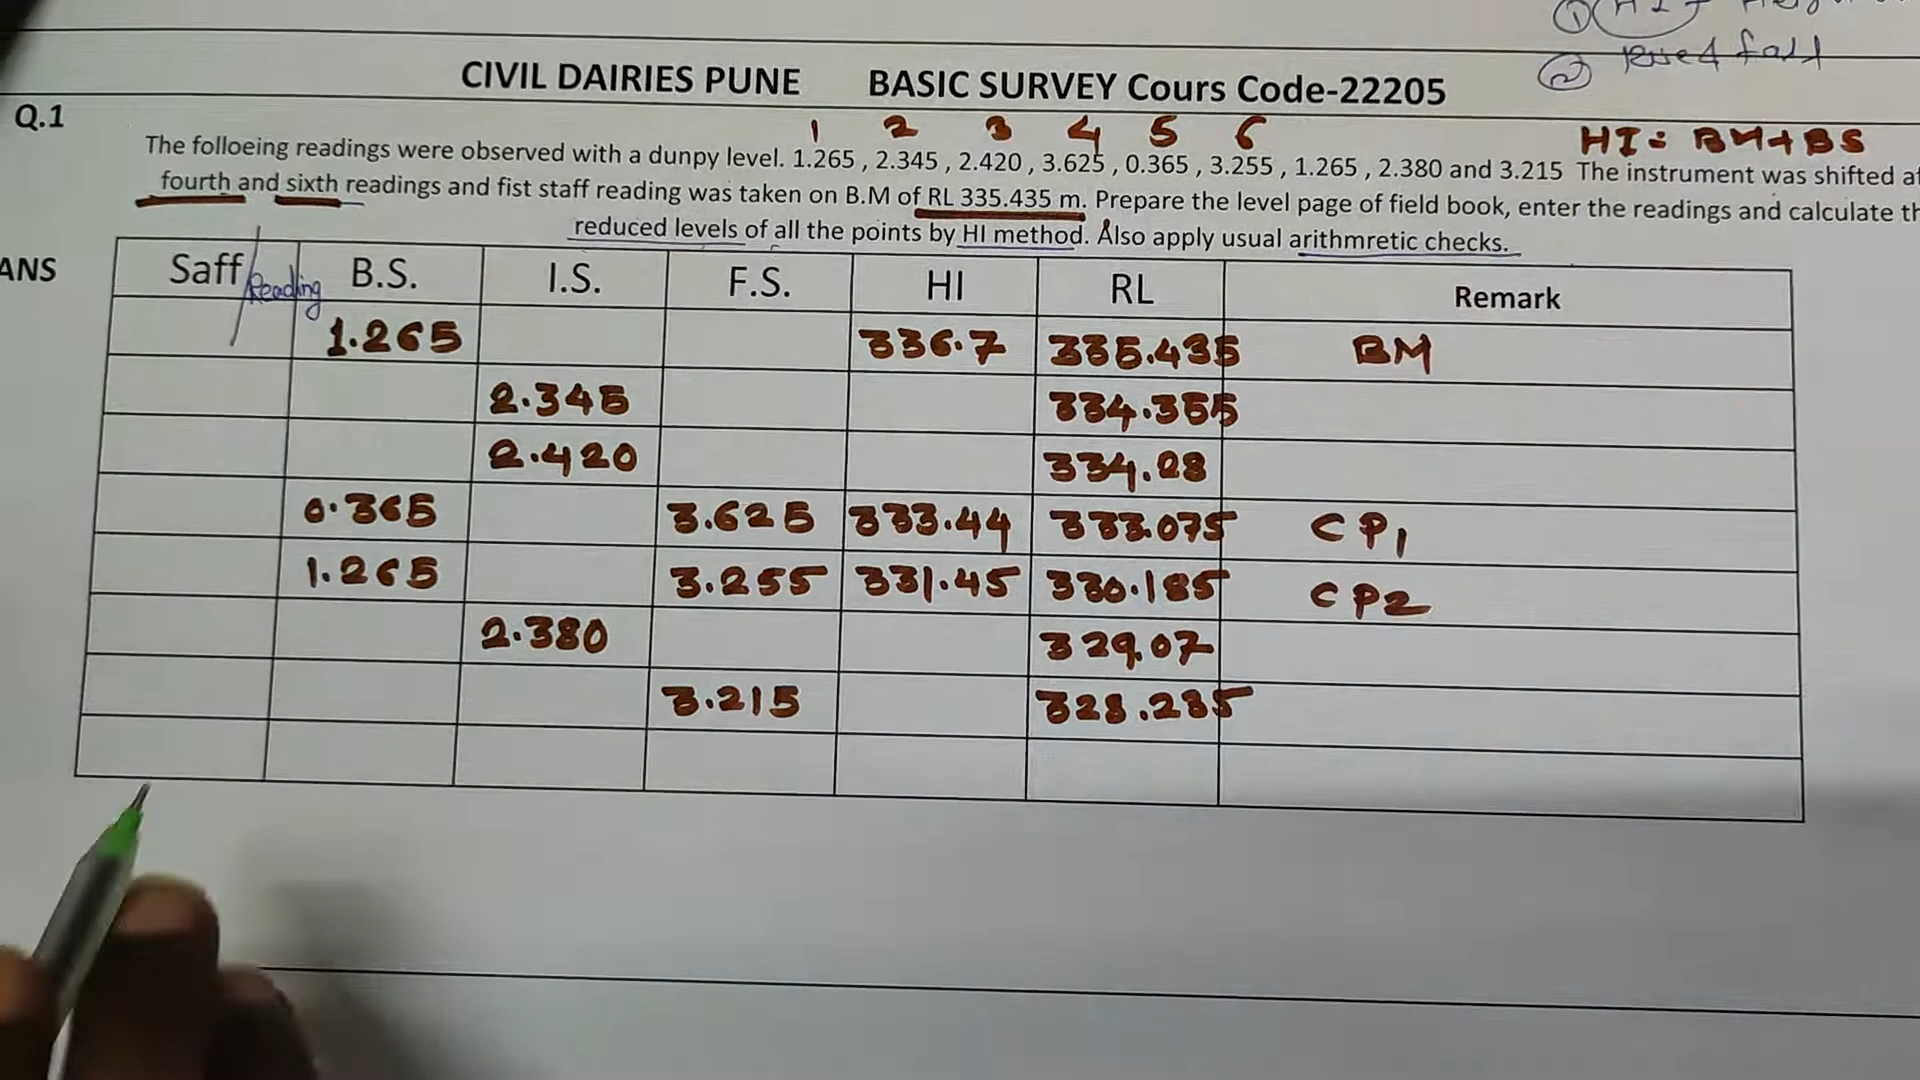 ① HI
② Rise & fall
CIVIL DAIRIES PUNE BASIC SURVEY Cours Code-22205
Q.1
1 2 3 4 5 6 HI = BM+BS
The folloeing readings were observed with a dunpy level. 1.265 , 2.345 , 2.420 , 3.625 , 0.365 , 3.255 , 1.265 , 2.380 and 3.215 The instrument was shifted
fourth and sixth readings and fist staff reading was taken on B.M of RL 335.435 m. Prepare the level page of field book, enter the readings and calculate
reduced levels of all the points by HI method. Also apply usual arithmretic checks.
ANS
Saff Reading B.S. I.S. F.S. HI RL Remark
1.265 336.7 335.435 BM
2.345 334.355
2.420 334.28
0.365 3.625 333.44 333.075 CP1
1.265 3.255 331.45 330.185 CP2
2.380 329.07
3.215 328.235